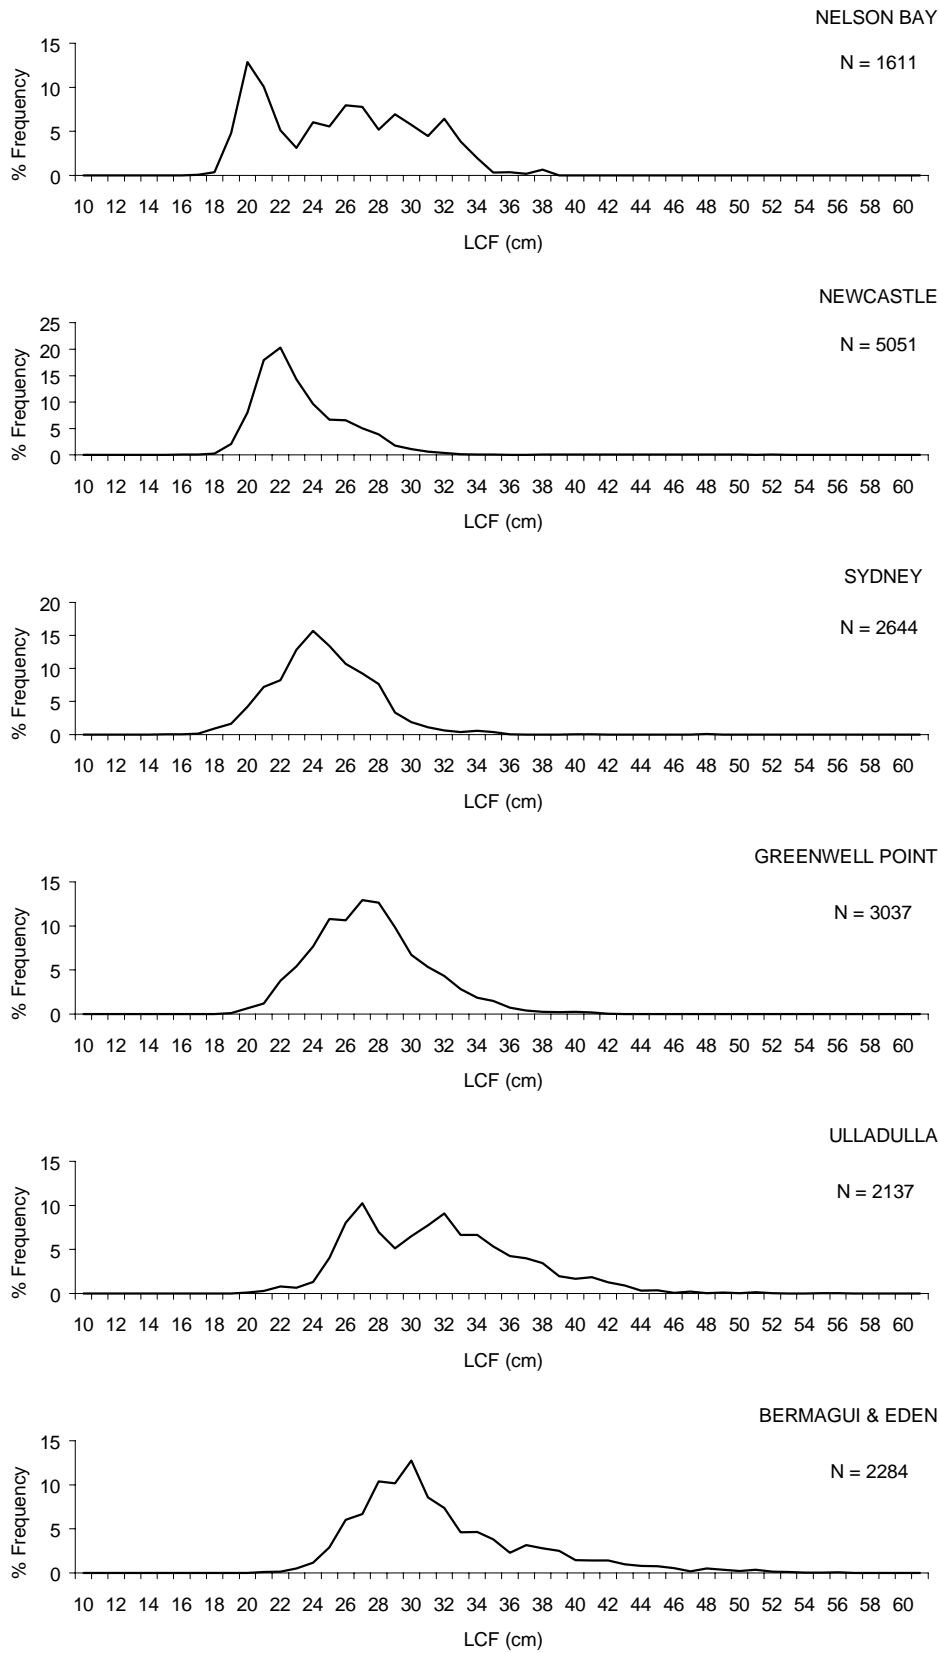 NELSON BAY
N = 1611
% Frequency
15
10
5
0
10 12 14 16 18 20 22 24 26 28 30 32 34 36 38 40 42 44 46 48 50 52 54 56 58 60
LCF (cm)
NEWCASTLE
N = 5051
% Frequency
25
20
15
10
5
0
10 12 14 16 18 20 22 24 26 28 30 32 34 36 38 40 42 44 46 48 50 52 54 56 58 60
LCF (cm)
SYDNEY
N = 2644
% Frequency
20
15
10
5
0
10 12 14 16 18 20 22 24 26 28 30 32 34 36 38 40 42 44 46 48 50 52 54 56 58 60
LCF (cm)
GREENWELL POINT
N = 3037
% Frequency
15
10
5
0
10 12 14 16 18 20 22 24 26 28 30 32 34 36 38 40 42 44 46 48 50 52 54 56 58 60
LCF (cm)
ULLADULLA
N = 2137
% Frequency
15
10
5
0
10 12 14 16 18 20 22 24 26 28 30 32 34 36 38 40 42 44 46 48 50 52 54 56 58 60
LCF (cm)
BERMAGUI & EDEN
N = 2284
% Frequency
15
10
5
0
10 12 14 16 18 20 22 24 26 28 30 32 34 36 38 40 42 44 46 48 50 52 54 56 58 60
LCF (cm)